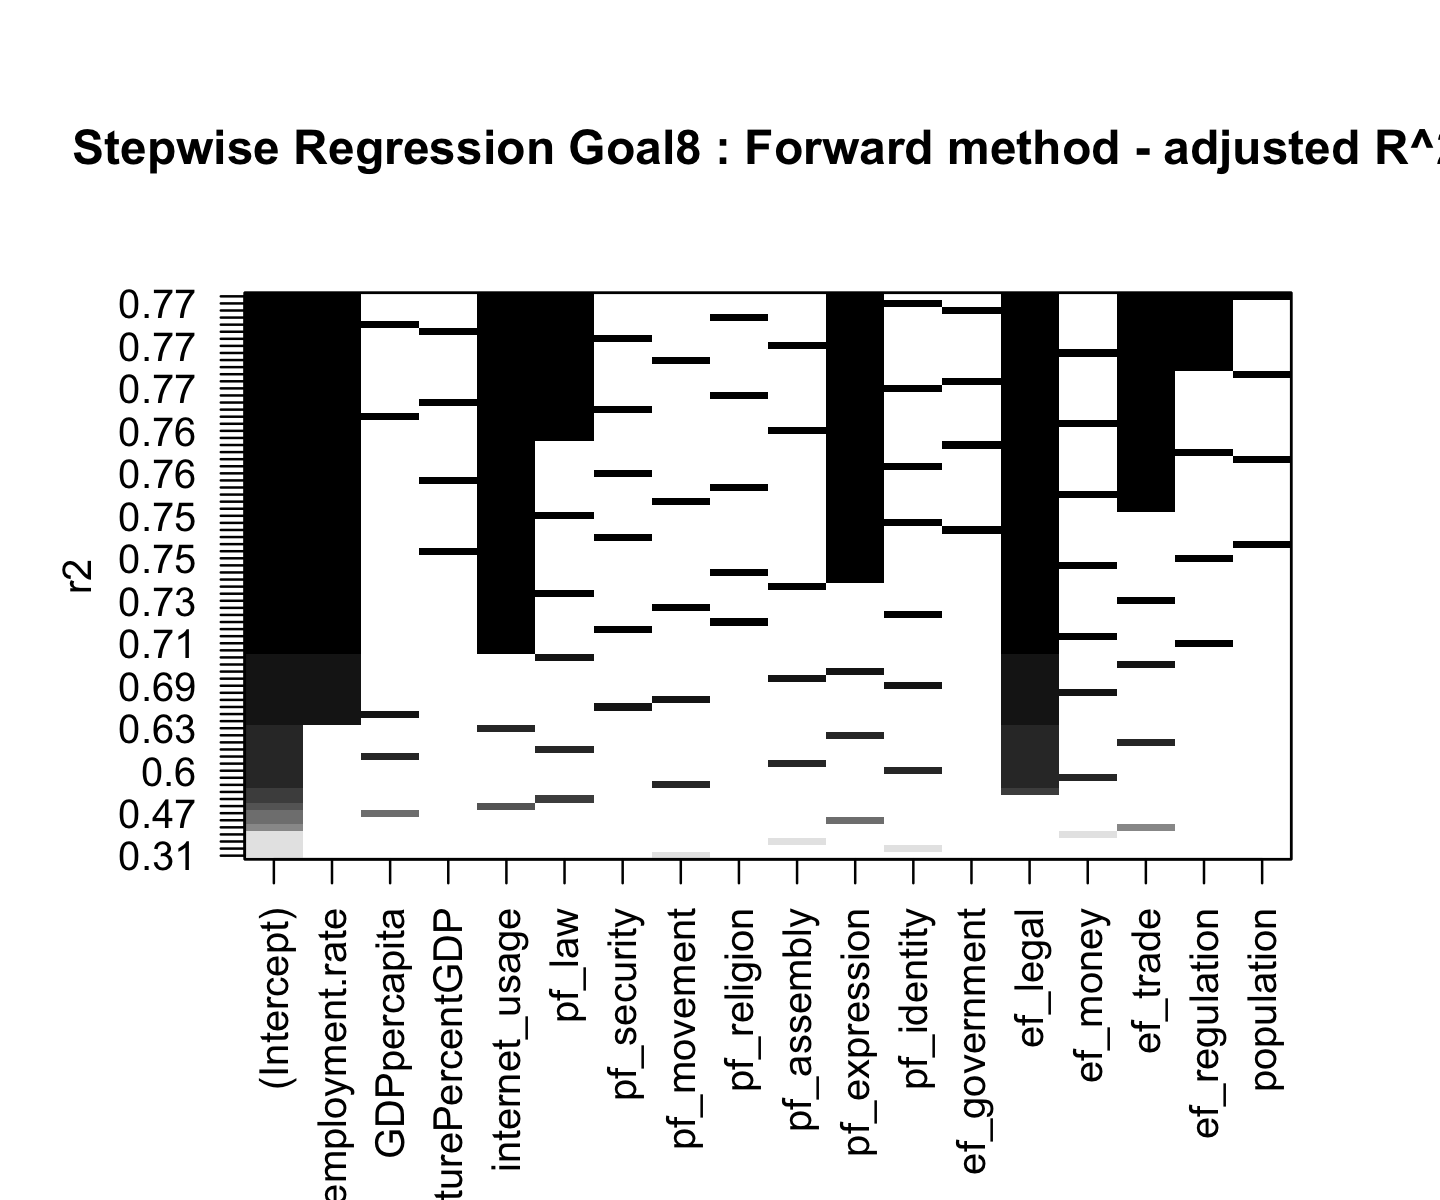 Stepwise Regression Goal8 : Forward method - adjusted R^
0.77
0.77
0.77
0.76
0.76
0.75
0.75
0.73
0.71
0.69
0.63
0.6
0.47
0.31
r2
(Intercept)
employment.rate
GDPpercapita
turePercentGDP
internet_usage
pf_law
pf_security
pf_movement
pf_religion
pf_assembly
pf_expression
pf_identity
ef_government
ef_legal
ef_money
ef_trade
ef_regulation
population